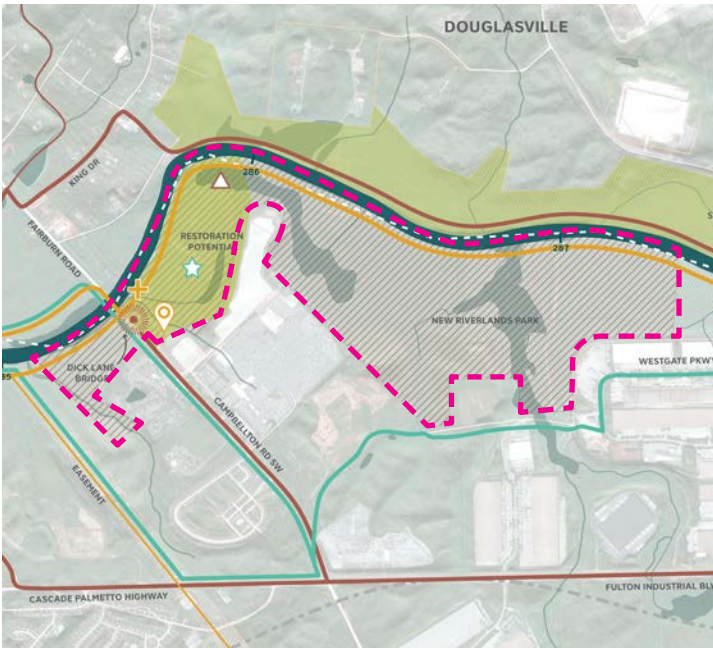 DOUGLASVILLE
KING DR
286
FAIRBURN ROAD
RESTORATION
POTENTIAL
287
NEW RIVERLANDS PARK
WESTGATE PKWY
DICK LANE
BRIDGE
CAMPBELLTON RD SW
EASEMENT
CASCADE PALMETTO HIGHWAY
FULTON INDUSTRIAL BLV